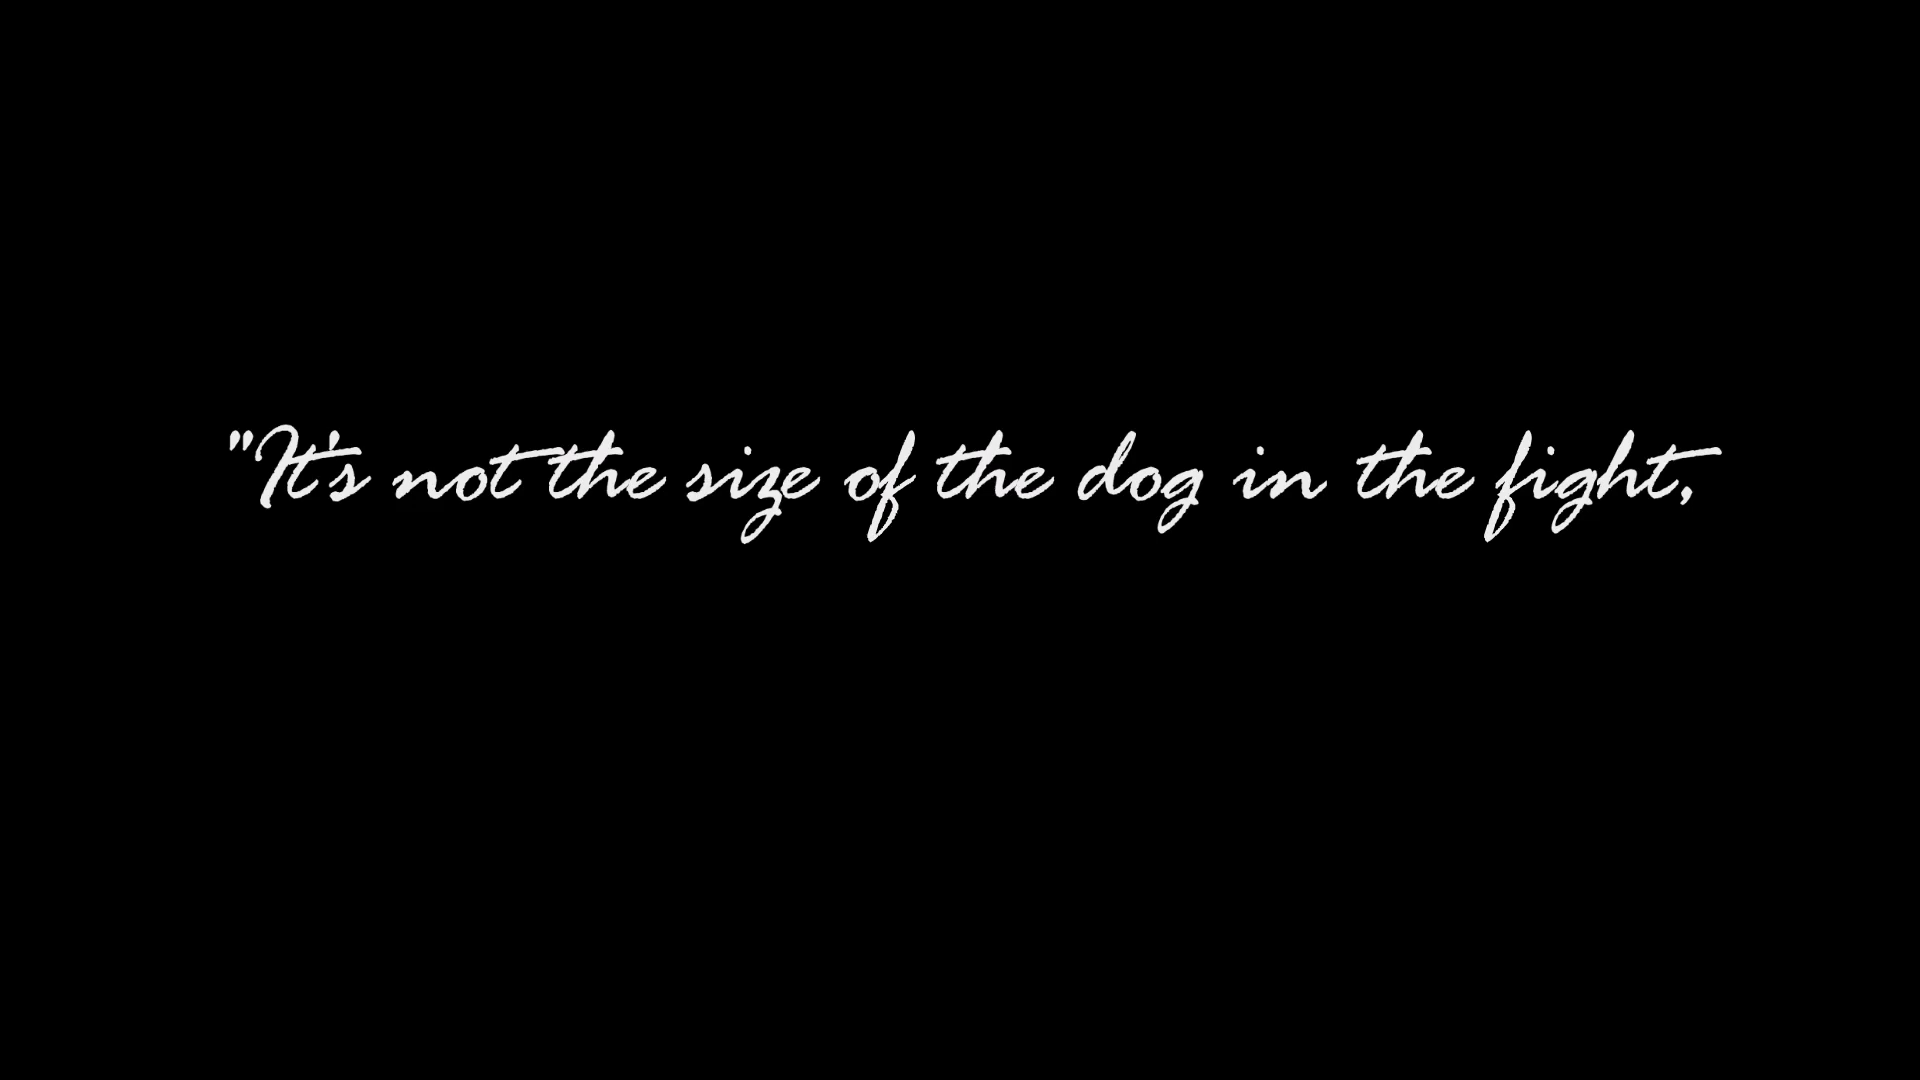 "It's not the size of the dog in the fight,